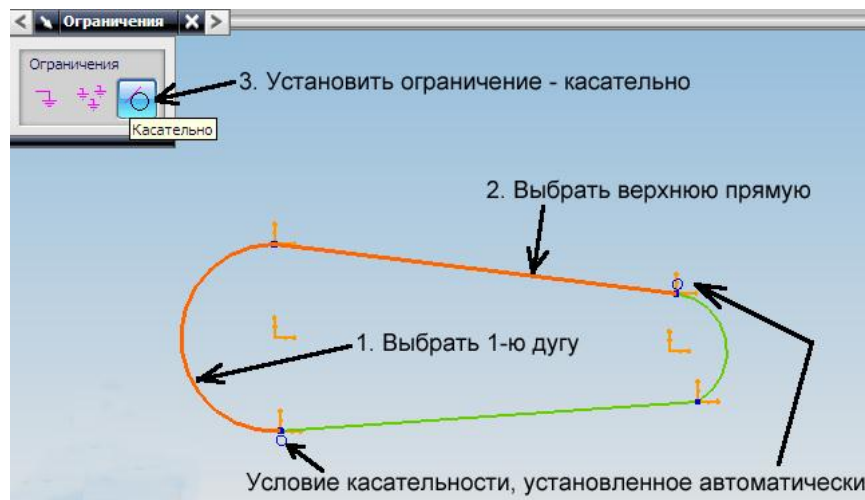 Ограничения
Ограничения
3. Установить ограничение - касательно
Касательно
2. Выбрать верхнюю прямую
1. Выбрать 1-ю дугу
Условие касательности, установленное автоматически